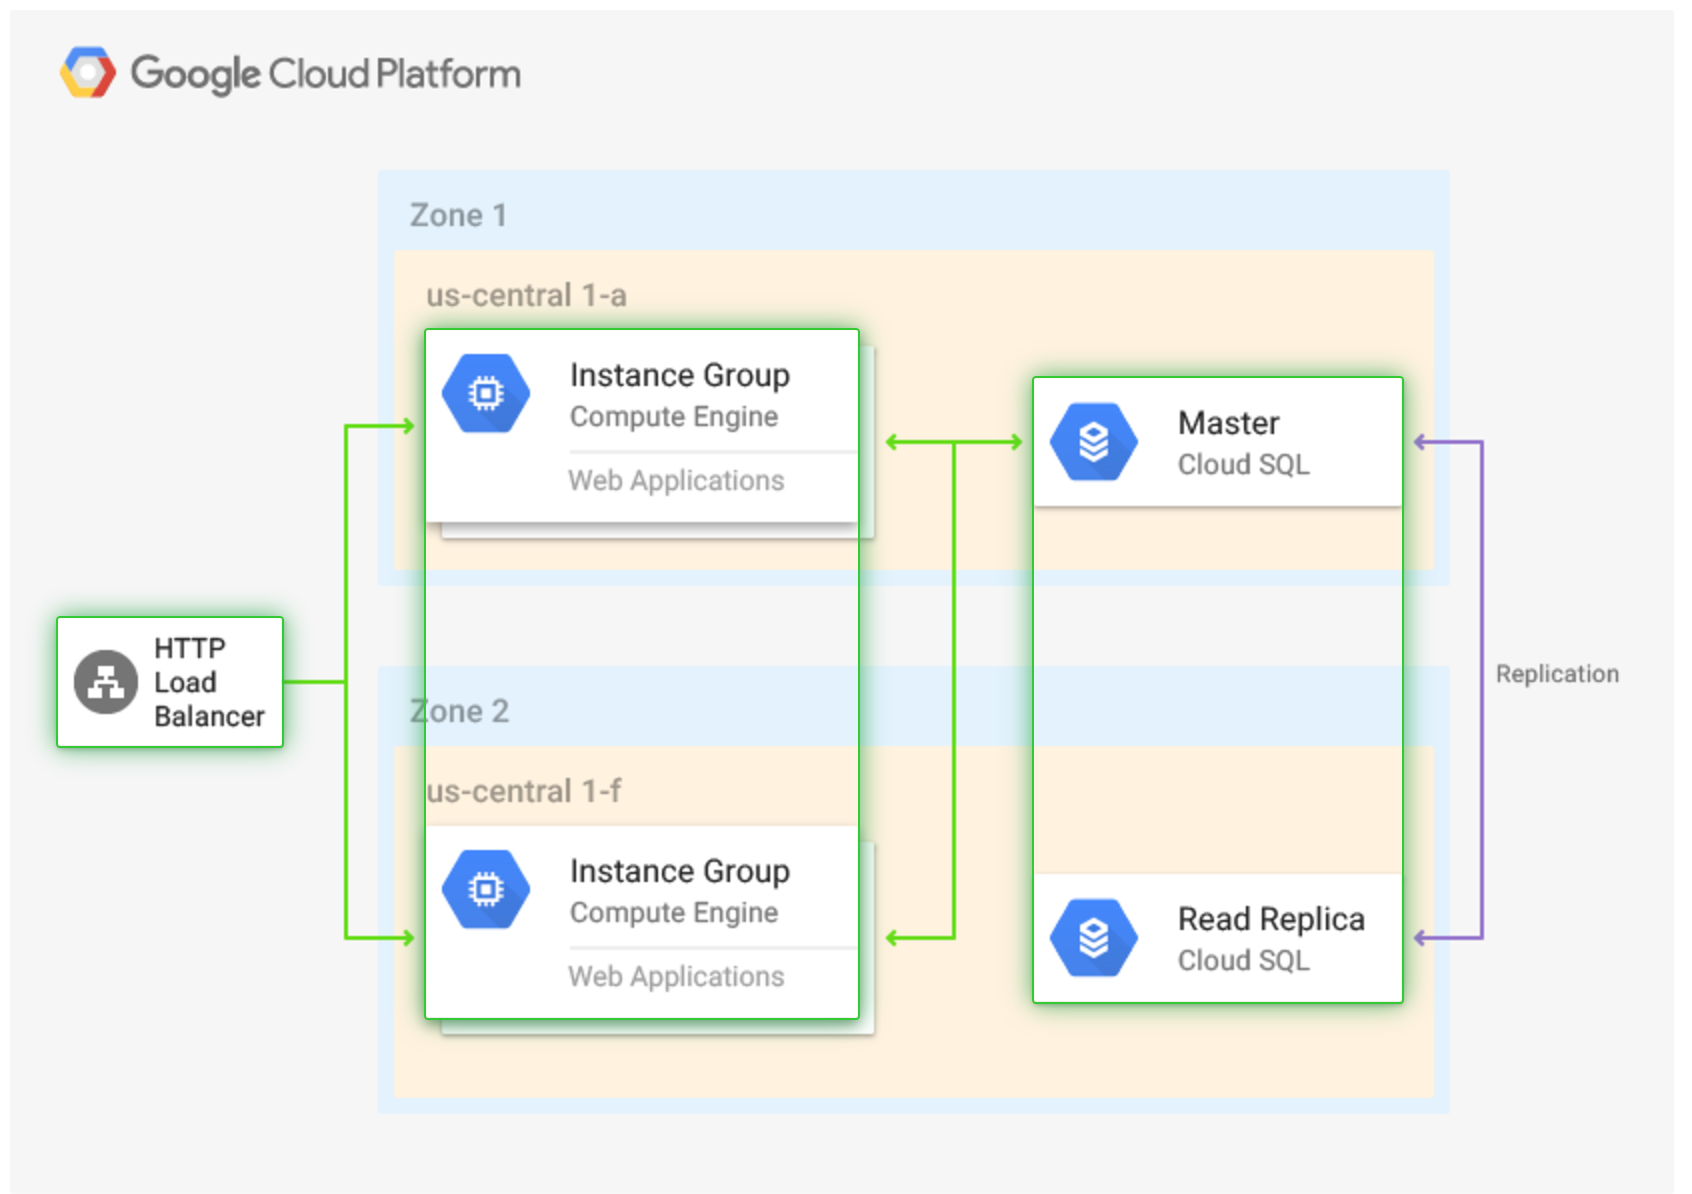 Google Cloud Platform
Zone 1
us-central 1-a
Instance Group
Compute Engine
Web Applications
Master
Cloud SQL
HTTP
Load
Balancer
Replication
Zone 2
us-central 1-f
Instance Group
Compute Engine
Web Applications
Read Replica
Cloud SQL